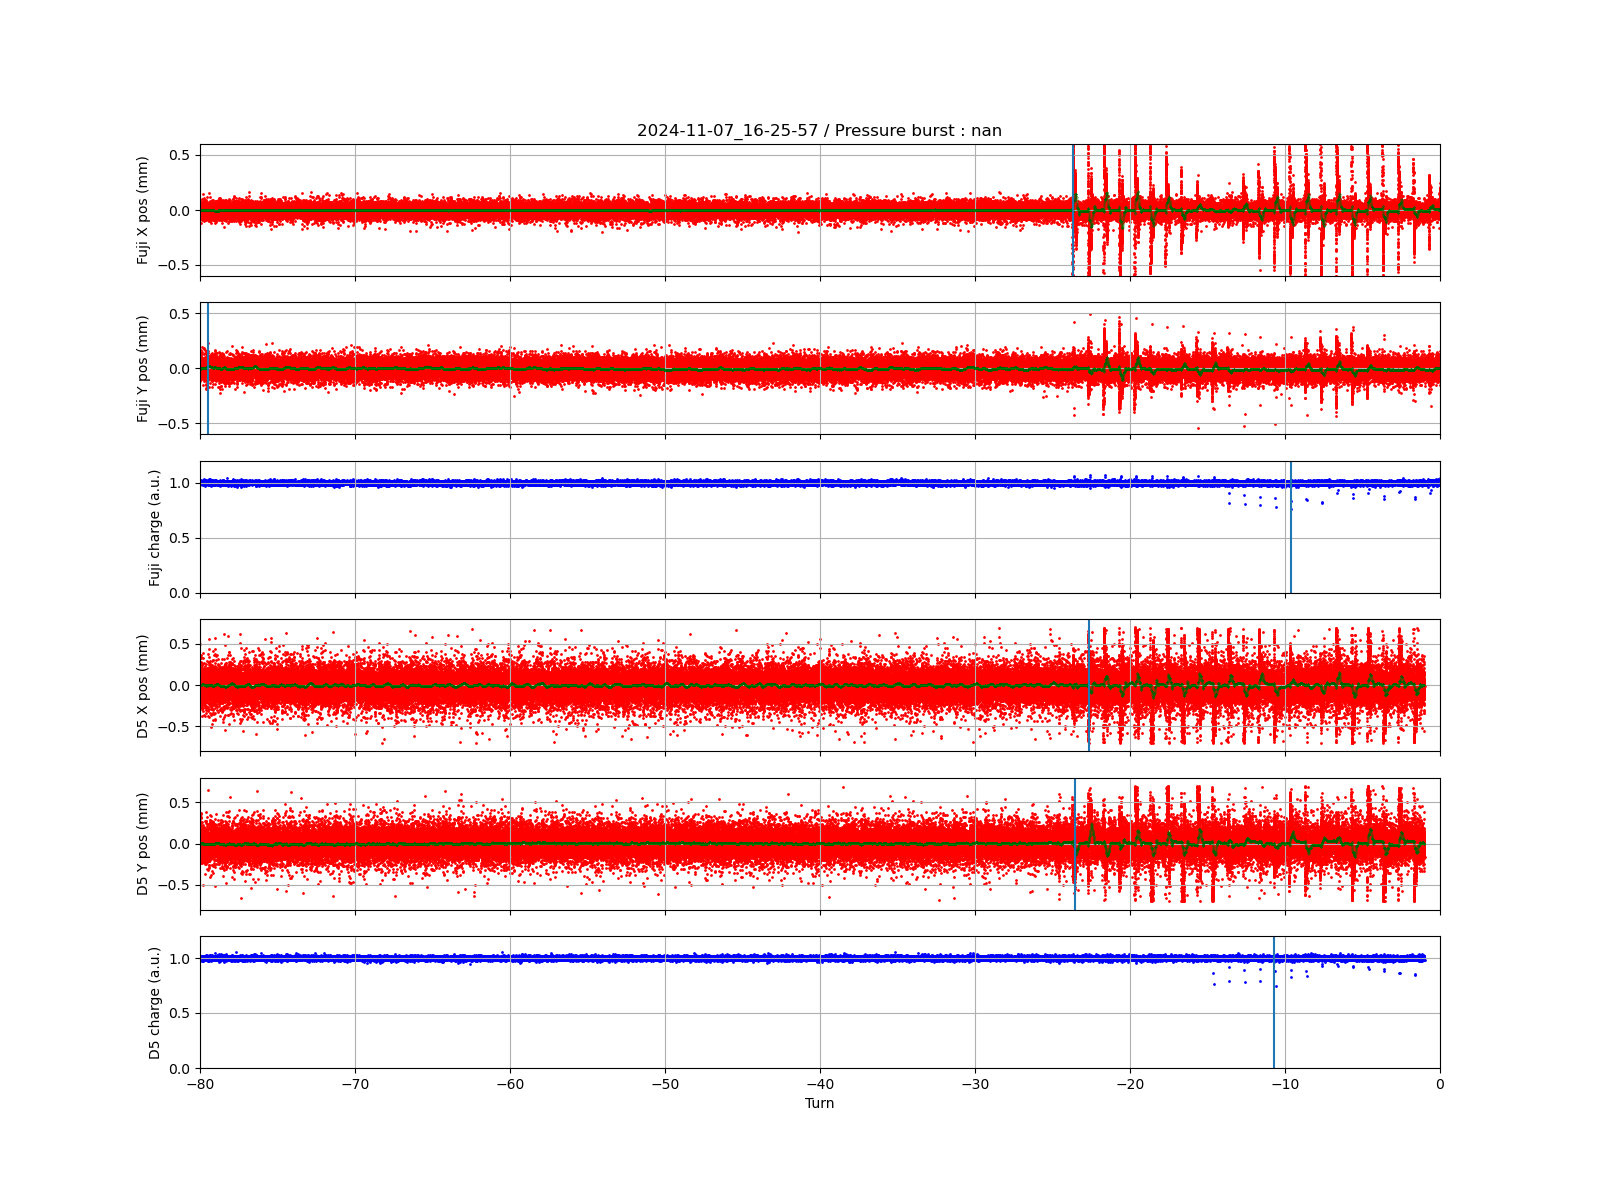 2024-11-07_16-25-57 / Pressure burst : nan
Fuji X pos (mm)
0.5
0.0
−0.5
Fuji Y pos (mm)
0.5
0.0
−0.5
Fuji charge (a.u.)
1.0
0.5
0.0
D5 X pos (mm)
0.5
0.0
−0.5
D5 Y pos (mm)
0.5
0.0
−0.5
D5 charge (a.u.)
1.0
0.5
0.0
−80 −70 −60 −50 −40 −30 −20 −10 0
Turn